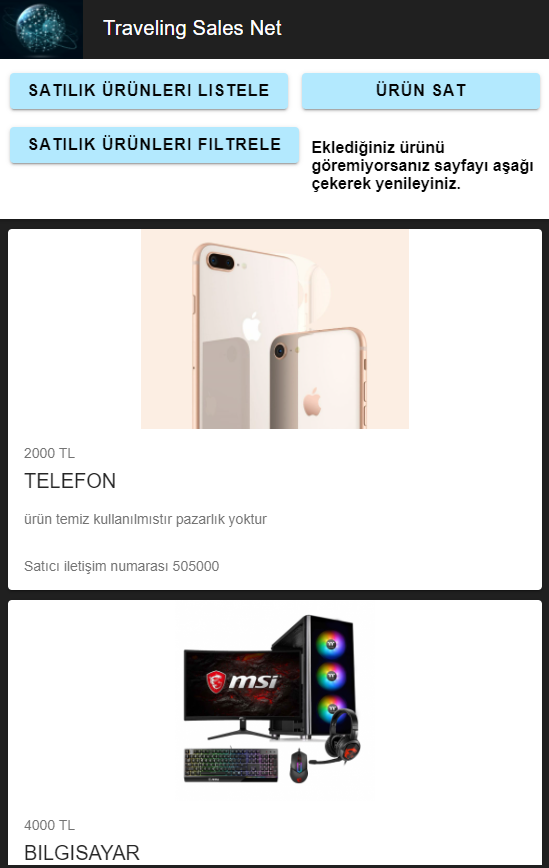 Traveling Sales Net
SATILIK ÜRÜNLERI LISTELE
ÜRÜN SAT
SATILIK ÜRÜNLERI FILTRELE
Eklediğiniz ürünü
göremiyorsanız sayfayı aşağı
çekerek yenileyiniz.
2000 TL
TELEFON
ürün temiz kullanılmıstır pazarlık yoktur
Satıcı iletişim numarası 505000
msi
4000 TL
BILGISAYAR